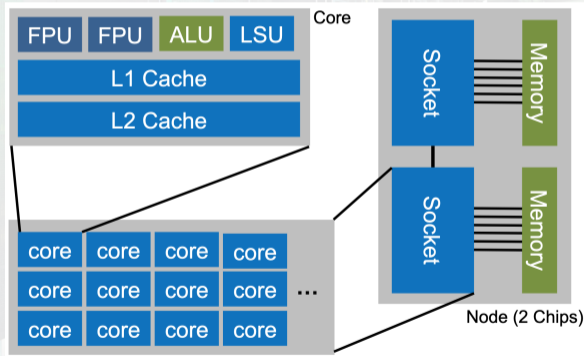 Core
FPU FPU ALU LSU
L1 Cache
L2 Cache
core core core core
core core core core ...
core core core core
Socket Memory
Socket Memory
Node (2 Chips)